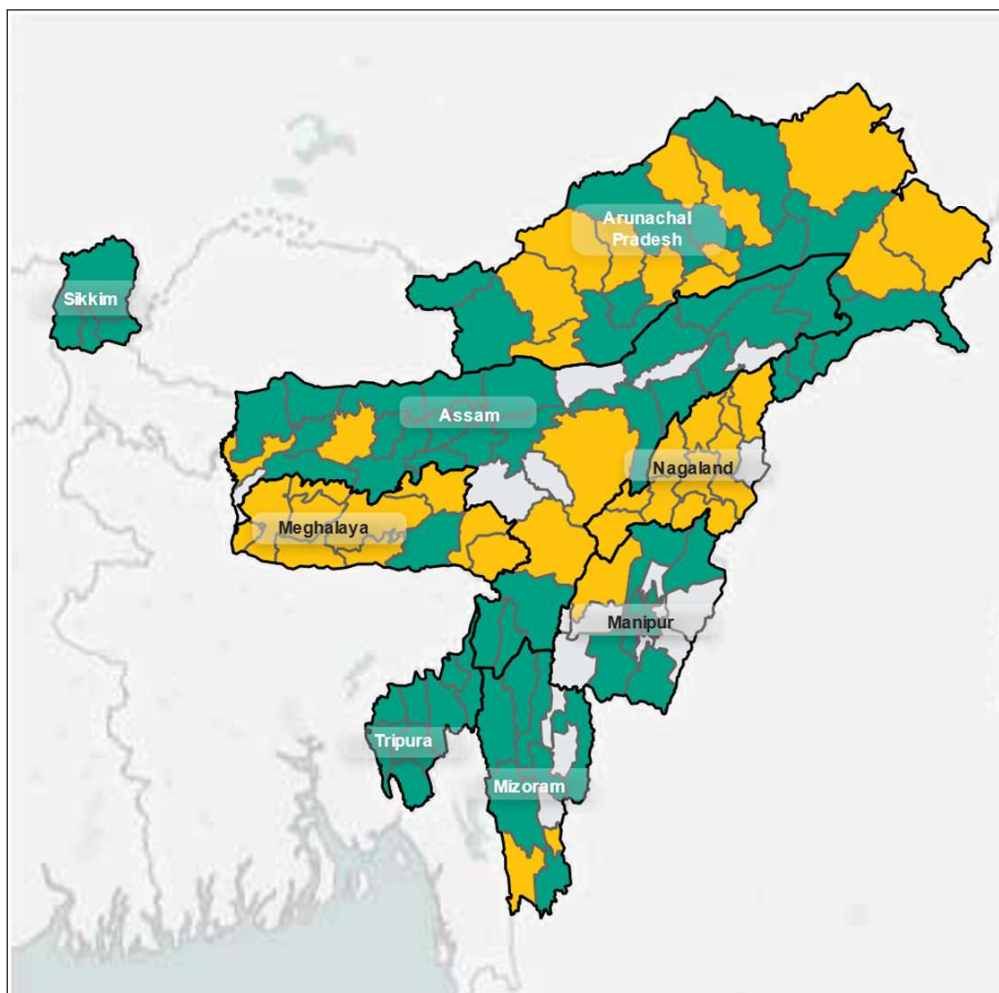 Arunachal
Pradesh
Sikkim
Assam
Nagaland
Meghalaya
Manipur
Tripura
Mizoram